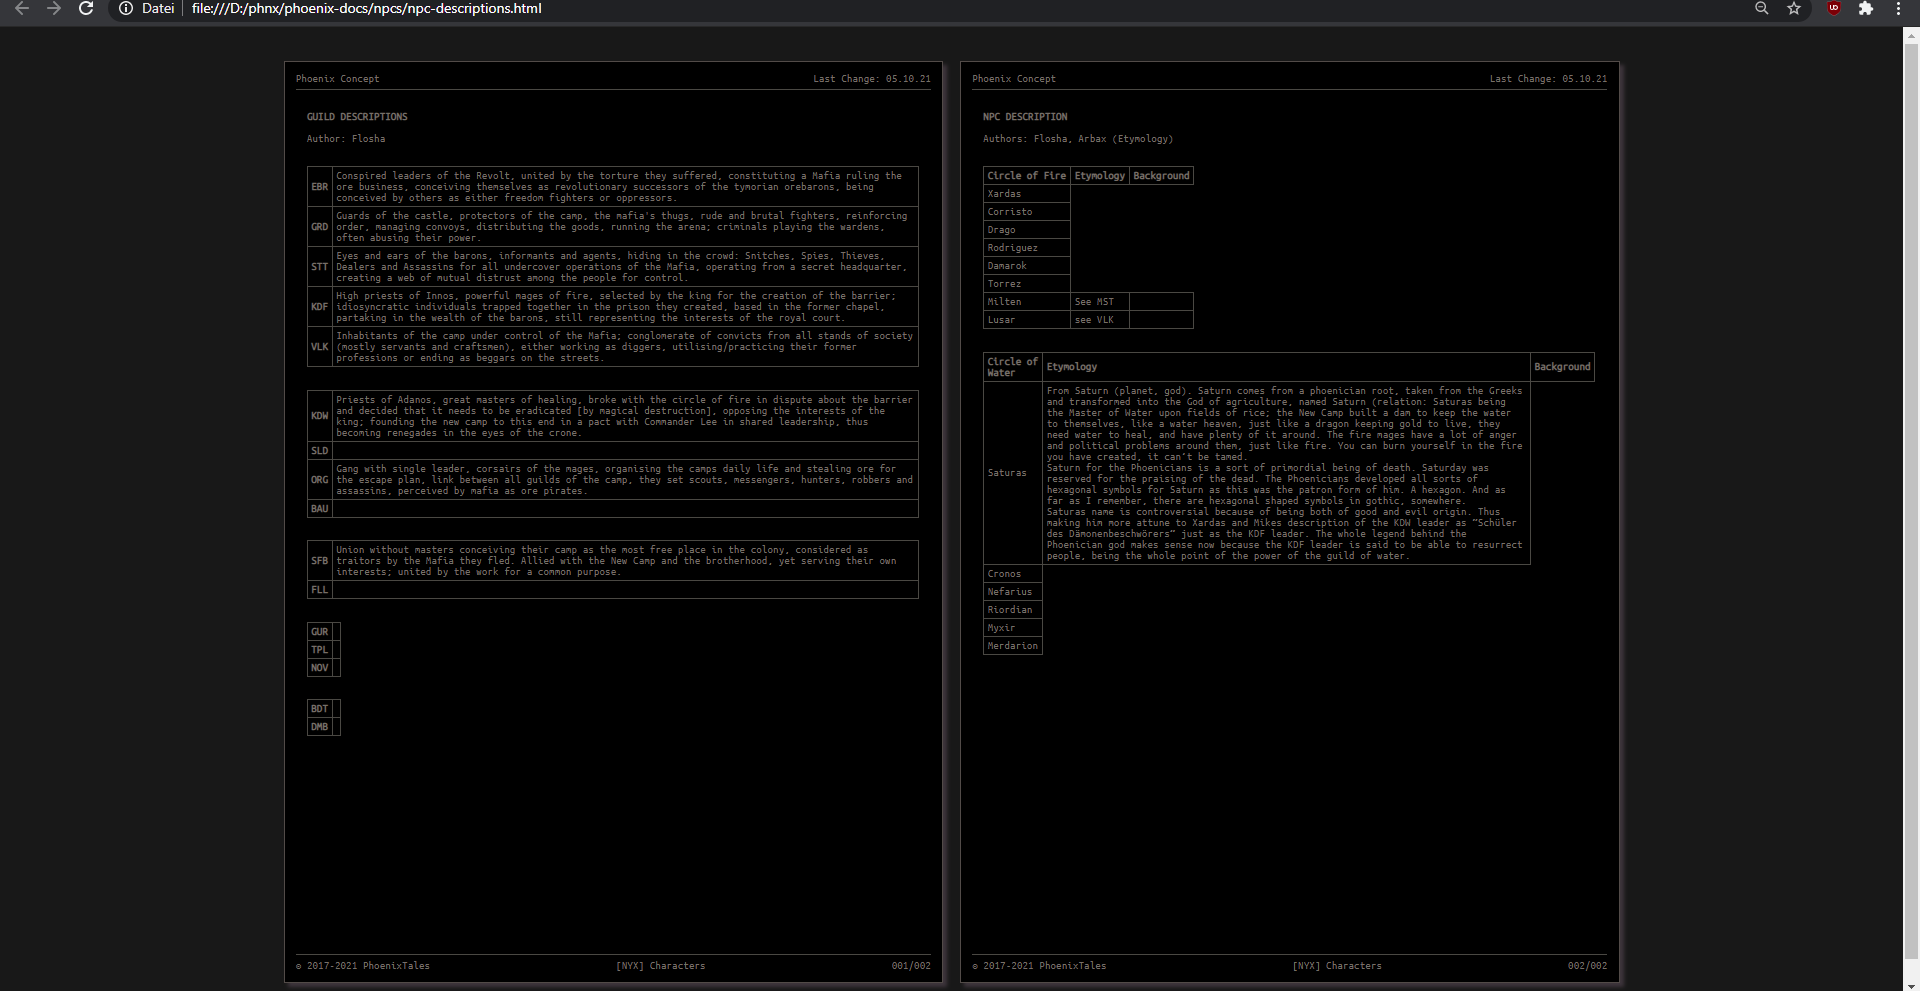 Datei
file:///D:/phnx/phoenix-docs/npcs/npc-descriptions.html
Phoenix Concept
Last Change: 05.10.21
GUILD DESCRIPTIONS
Author: Flosha
EBR
Conspired leaders of the Revolt, united by the torture they suffered, constituting a Mafia ruling the
ore business, conceiving themselves as revolutionary successors of the tymorian orebarons, being
conceived by others as either freedom fighters or oppressors.
GRD
Guards of the castle, protectors of the camp, the mafia's thugs, rude and brutal fighters, reinforcing
order, managing convoys, distributing the goods, running the arena; criminals playing the wardens,
often abusing their power.
STT
Eyes and ears of the barons, informants and agents, hiding in the crowd: Snitches, Spies, Thieves,
Dealers and Assassins for all undercover operations of the Mafia, operating from a secret headquarter,
creating a web of mutual distrust among the people for control.
KDF
High priests of Innos, powerful mages of fire, selected by the king for the creation of the barrier;
idiosyncratic individuals trapped together in the prison they created, based in the former chapel,
partaking in the wealth of the barons, still representing the interests of the royal court.
VLK
Inhabitants of the camp under control of the Mafia; conglomerate of convicts from all stands of society
(mostly servants and craftsmen), either working as diggers, utilising/practicing their former
professions or ending as beggars on the streets.
KDW
Priests of Adanos, great masters of healing, broke with the circle of fire in dispute about the barrier
and decided that it needs to be eradicated [by magical destruction], opposing the interests of the
king; founding the new camp to this end in a pact with Commander Lee in shared leadership, thus
becoming renegades in the eyes of the crone.
SLD
ORG
Gang with single leader, corsairs of the mages, organising the camps daily life and stealing ore for
the escape plan, link between all guilds of the camp, they set scouts, messengers, hunters, robbers and
assassins, perceived by mafia as ore pirates.
BAU
SFB
Union without masters conceiving their camp as the most free place in the colony, considered as
traitors by the Mafia they fled. Allied with the New Camp and the brotherhood, yet serving their own
interests; united by the work for a common purpose.
FLL
GUR
TPL
NOV
BDT
DMB
© 2017-2021 PhoenixTales
[NYX] Characters
001/002
Phoenix Concept
Last Change: 05.10.21
NPC DESCRIPTION
Authors: Flosha, Arbax (Etymology)
Circle of Fire Etymology Background
Xardas
Corristo
Drago
Rodriguez
Damarok
Torrez
Milten See MST
Lusar see VLK
Circle of
Water
Etymology
Background
Saturas
From Saturn (planet, god). Saturn comes from a phoenician root, taken from the Greeks
and transformed into the God of agriculture, named Saturn (relation: Saturas being
the Master of Water upon fields of rice; the New Camp built a dam to keep the water
to themselves, like a water heaven, just like a dragon keeping gold to live, they
need water to heal, and have plenty of it around. The fire mages have a lot of anger
and political problems around them, just like fire. You can burn yourself in the fire
you have created, it can't be tamed.
Saturn for the Phoenicians is a sort of primordial being of death. Saturday was
reserved for the praising of the dead. The Phoenicians developed all sorts of
hexagonal symbols for Saturn as this was the patron form of him. A hexagon. And as
far as I remember, there are hexagonal shaped symbols in gothic, somewhere.
Saturas name is controversial because of being both of good and evil origin. Thus
making him more attune to Xardas and Mikes description of the KDW leader as “Schüler
des Dämonenbeschwörers” just as the KDF leader. The whole legend behind the
Phoenician god makes sense now because the KDF leader is said to be able to resurrect
people, being the whole point of the power of the guild of water.
Cronos
Nefarius
Riordian
Myxir
Merdarion
© 2017-2021 PhoenixTales
[NYX] Characters
002/002